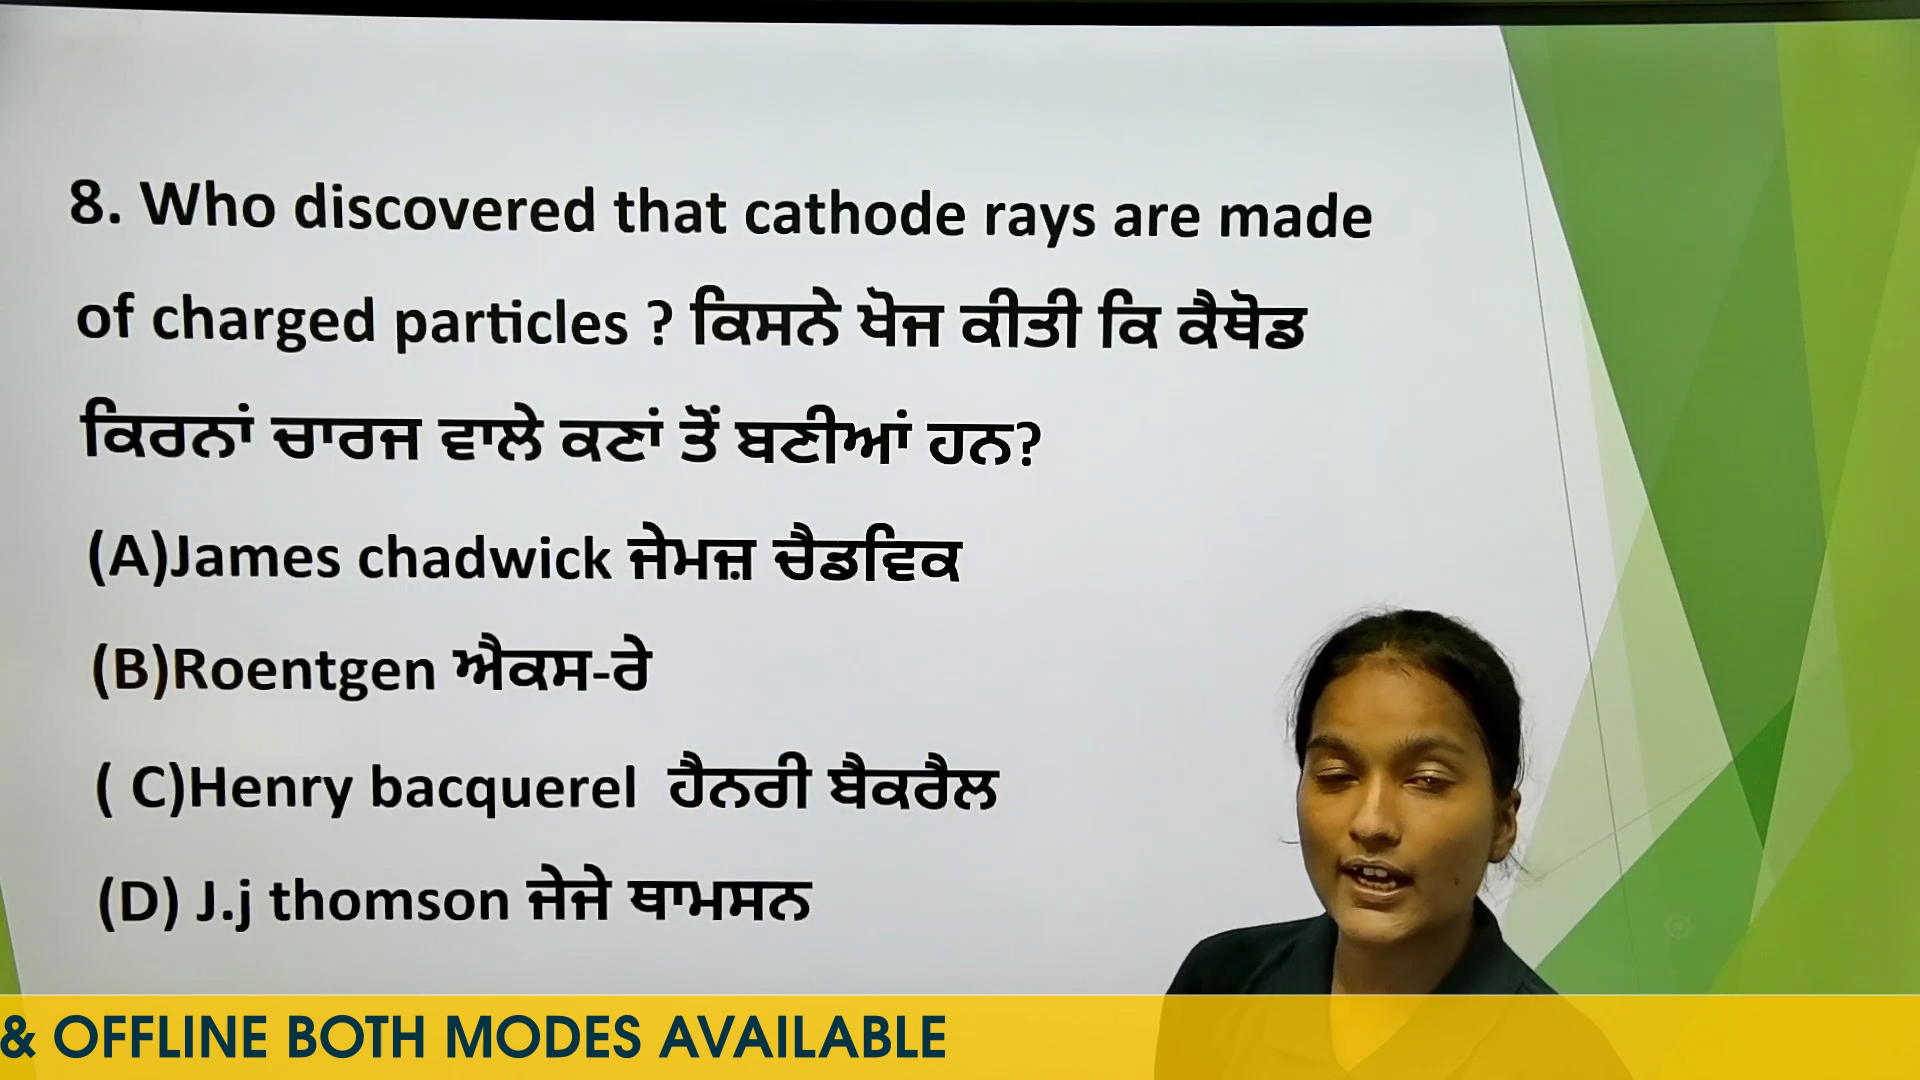 8. Who discovered that cathode rays are made
of charged particles ? ਕਿਸਨੇ ਖੋਜ ਕੀਤੀ ਕਿ ਕੈਥੋਡ
ਕਿਰਨਾਂ ਚਾਰਜ ਵਾਲੇ ਕਣਾਂ ਤੋਂ ਬਣੀਆਂ ਹਨ?
(A)James chadwick ਜੇਮਜ਼ ਚੈਡਵਿਕ
(B)Roentgen ਐਕਸ-ਰੇ
( C)Henry bacquerel ਹੈਨਰੀ ਬੈਕਰੈਲ
(D) J.j thomson ਜੇਜੇ ਥਾਮਸਨ
& OFFLINE BOTH MODES AVAILABLE